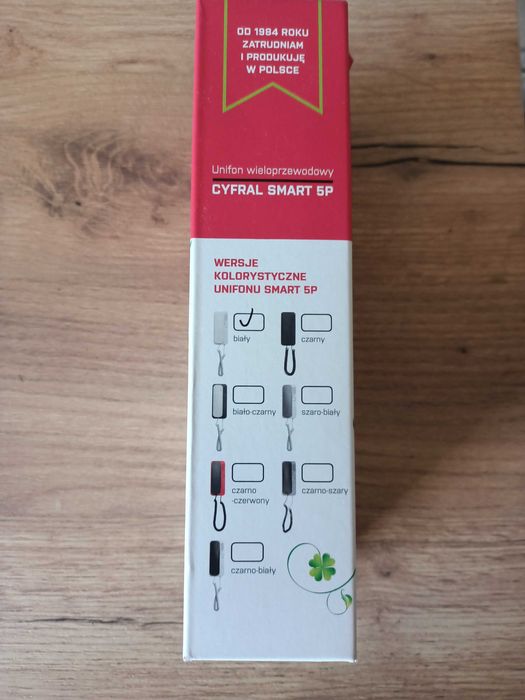 OD 1984 ROKU
ZATRUDNIAM
I PRODUKUJĘ
W POLSCE
Unifon wieloprzewodowy
CYFRAL SMART 5P
WERSJE
KOLORYSTYCZNE
UNIFONU SMART 5P
biały
czarny
biało-czarny
szaro-biały
czarno
-czerwony
czarno-szary
czarno-biały